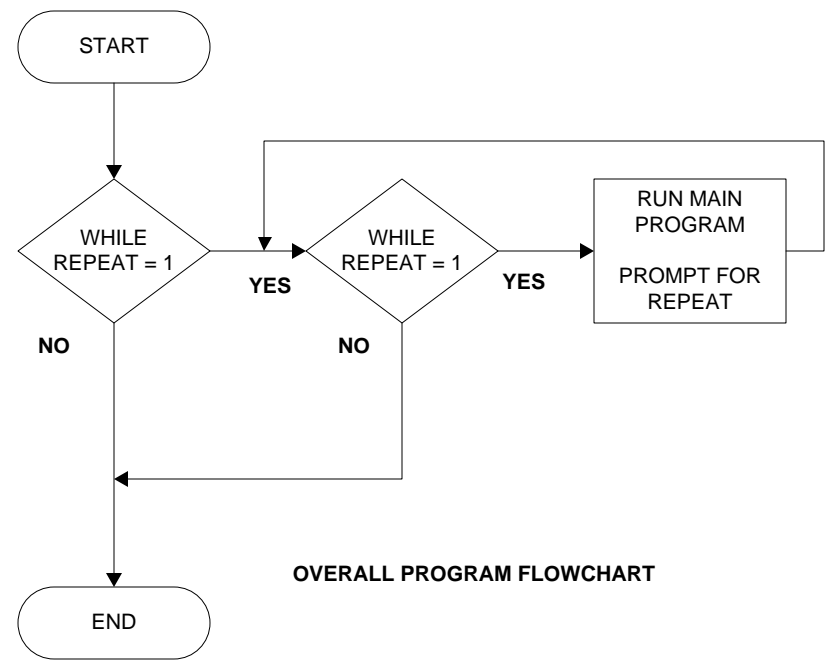 START
WHILE
REPEAT = 1
YES
NO
WHILE
REPEAT = 1
YES
NO
RUN MAIN
PROGRAM
PROMPT FOR
REPEAT
OVERALL PROGRAM FLOWCHART
END